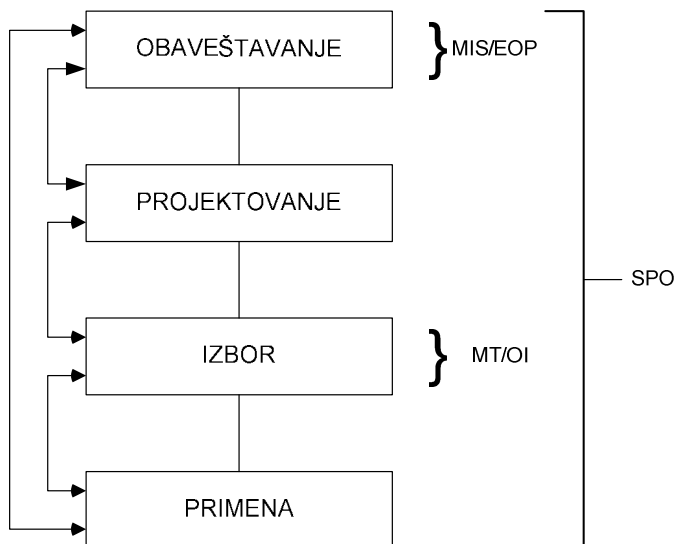 OBAVEŠTAVANJE
MIS/EOP
PROJEKTOVANJE
SPO
IZBOR
MT/OI
PRIMENA